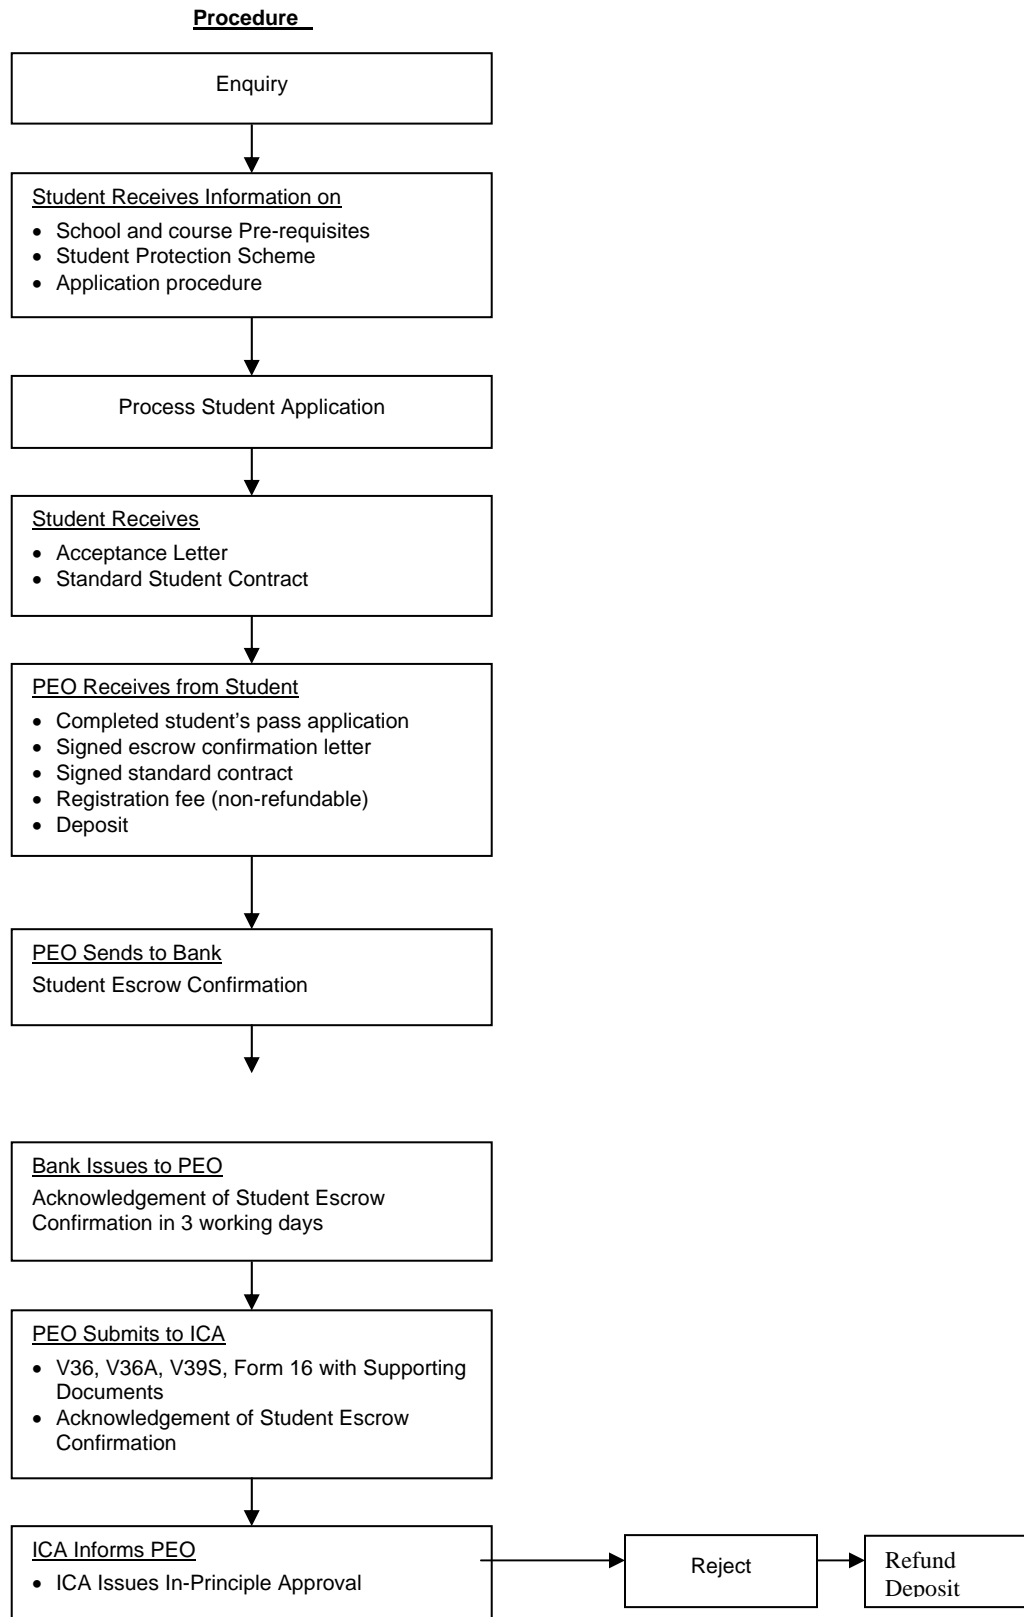 Procedure
Enquiry
Student Receives Information on
• School and course Pre-requisites
• Student Protection Scheme
• Application procedure
Process Student Application
Student Receives
• Acceptance Letter
• Standard Student Contract
PEO Receives from Student
• Completed student's pass application
• Signed escrow confirmation letter
• Signed standard contract
• Registration fee (non-refundable)
• Deposit
PEO Sends to Bank
Student Escrow Confirmation
Bank Issues to PEO
Acknowledgement of Student Escrow
Confirmation in 3 working days
PEO Submits to ICA
• V36, V36A, V39S, Form 16 with Supporting
Documents
• Acknowledgement of Student Escrow
Confirmation
ICA Informs PEO
• ICA Issues In-Principle Approval
Reject
Refund
Deposit